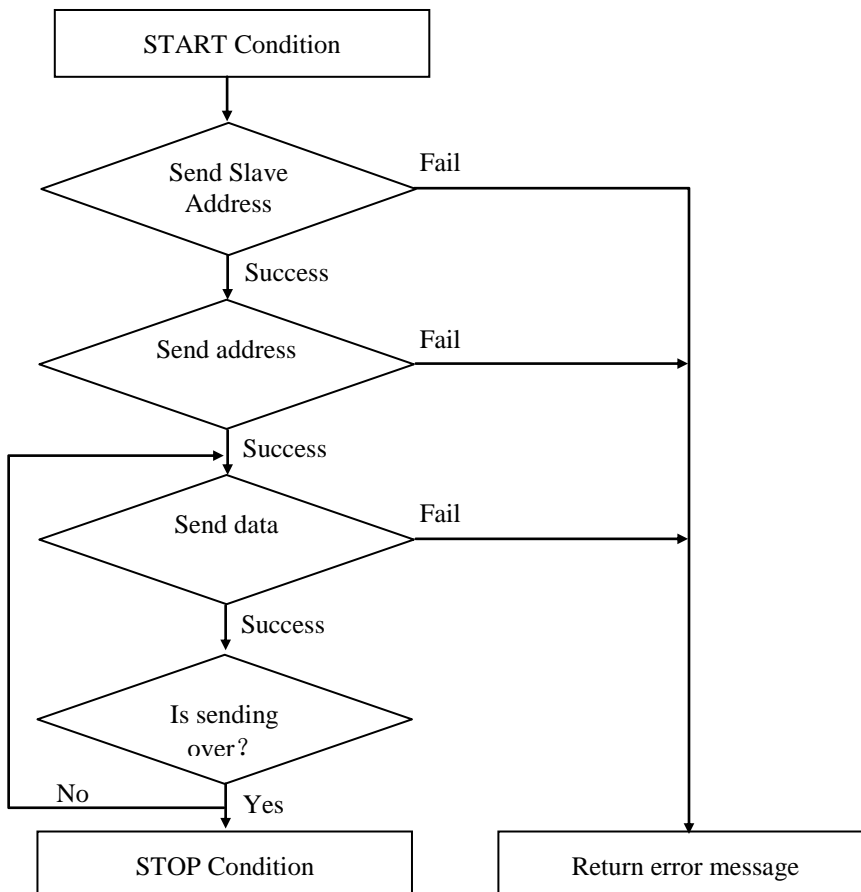 START Condition
Send Slave
Address
Fail
Success
Send address
Fail
Success
Send data
Fail
Success
Is sending
over？
No
Yes
STOP Condition
Return error message